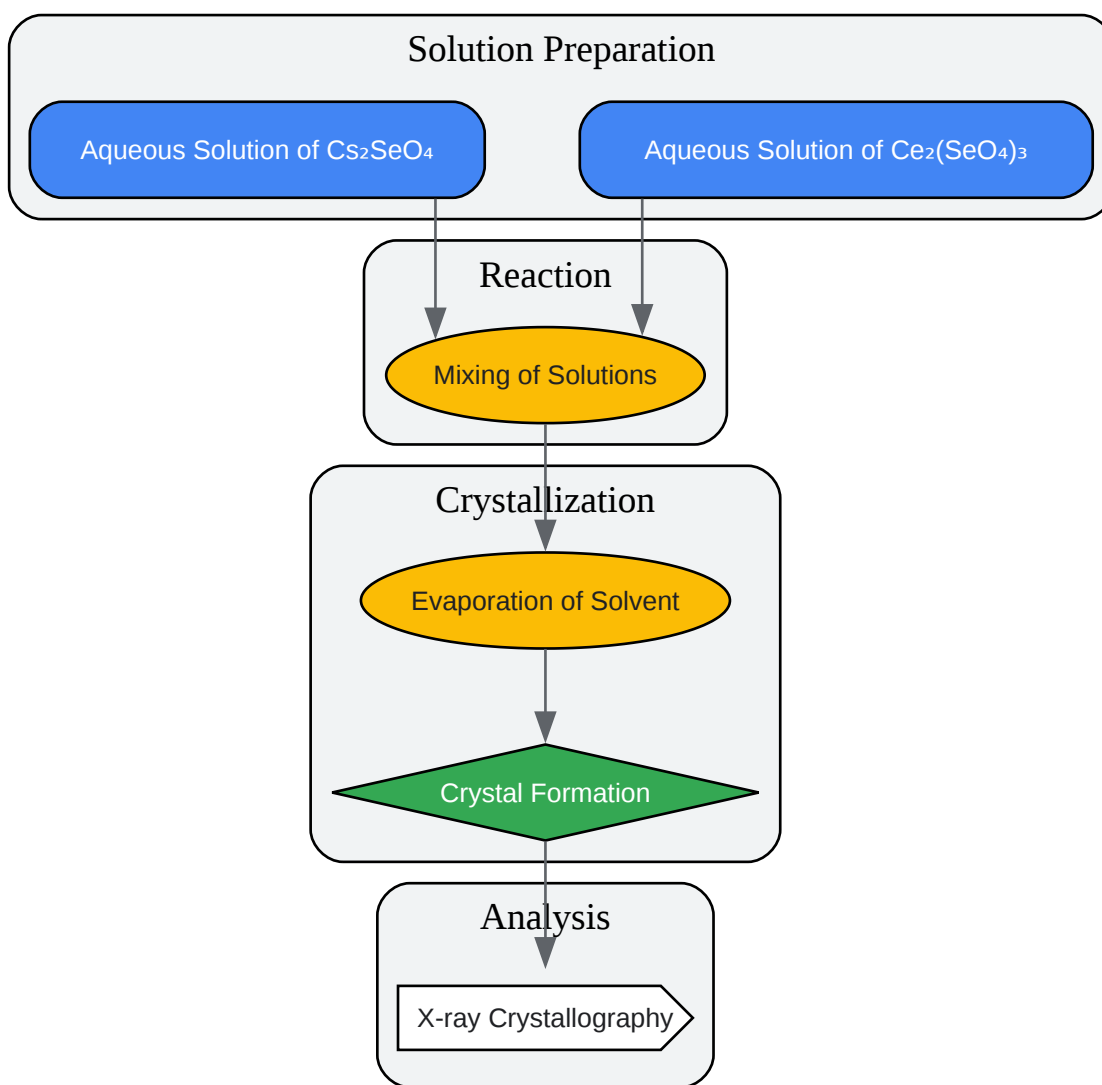 Solution Preparation
Aqueous Solution of Cs₂SeO₄
Aqueous Solution of Ce₂(SeO₄)₃
Reaction
Mixing of Solutions
Crystallization
Evaporation of Solvent
Crystal Formation
Analysis
X-ray Crystallography